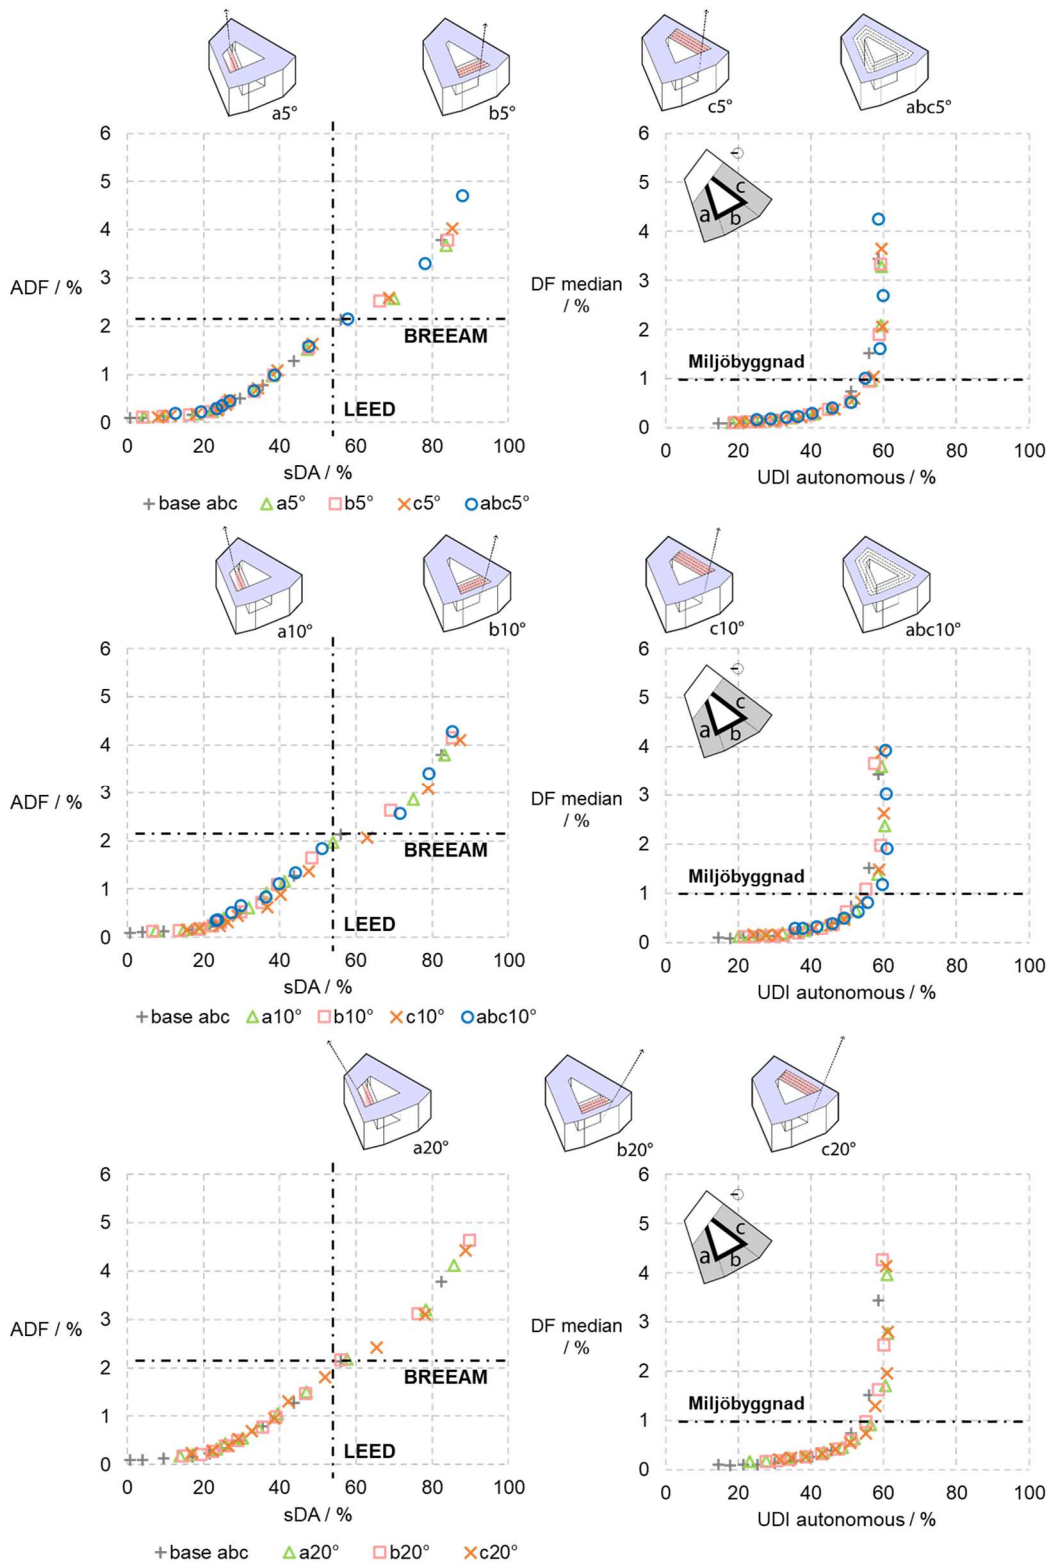 a5° b5° c5° abc5°
6
5
4
3
2
1
0
ADF / %
BREEAM
LEED
0 20 40 60 80 100
sDA / %
6
5
4
3
2
1
0
DF median
/ %
a b c
Miljöbyggnad
0 20 40 60 80 100
UDI autonomous / %
base abc a5° b5° c5° abc5°
a10° b10° c10° abc10°
6
5
4
3
2
1
0
ADF / %
BREEAM
LEED
0 20 40 60 80 100
sDA / %
6
5
4
3
2
1
0
DF median
/ %
a b c
Miljöbyggnad
0 20 40 60 80 100
UDI autonomous / %
base abc a10° b10° c10° abc10°
a20° b20° c20°
6
5
4
3
2
1
0
ADF / %
BREEAM
LEED
0 20 40 60 80 100
sDA / %
6
5
4
3
2
1
0
DF median
/ %
a b c
Miljöbyggnad
0 20 40 60 80 100
UDI autonomous / %
base abc a20° b20° c20°